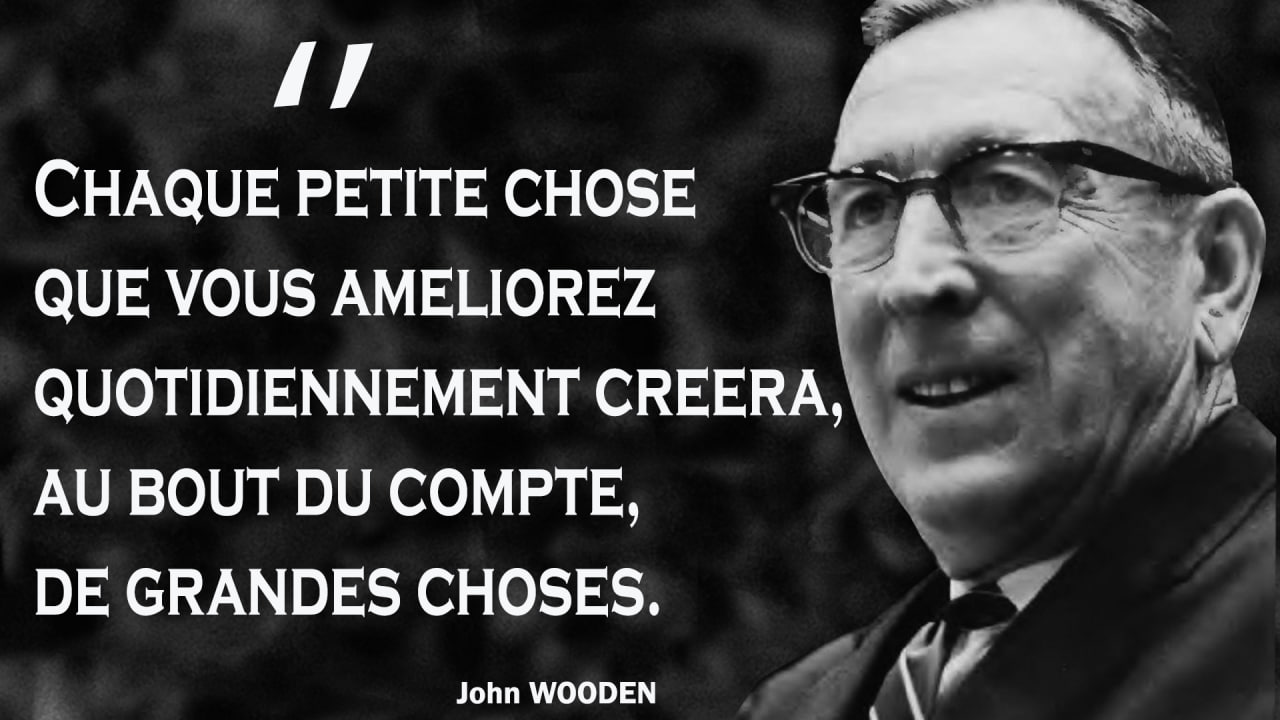 "
CHAQUE PETITE CHOSE
QUE VOUS AMELIOREZ
QUOTIDIENNEMENT CREERA,
AU BOUT DU COMPTE,
DE GRANDES CHOSES.
John WOODEN